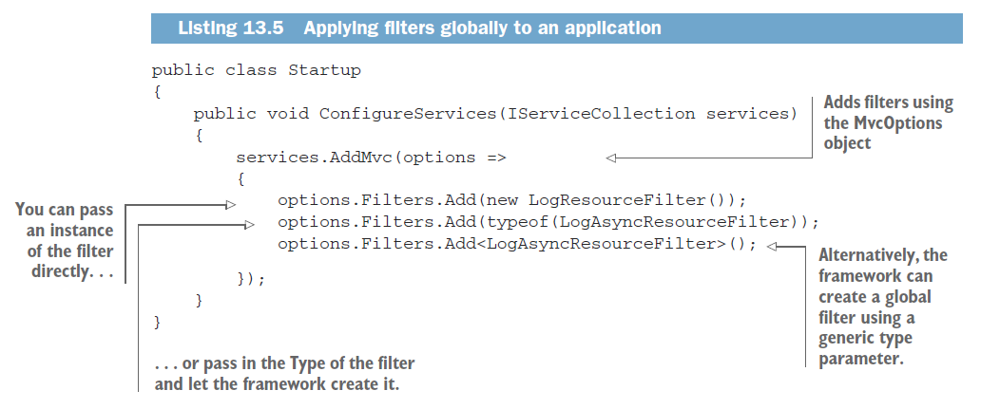 Listing 13.5 Applying filters globally to an application
public class Startup
{
public void ConfigureServices(IServiceCollection services)
{
services.AddMvc(options =>
{
options.Filters.Add(new LogResourceFilter());
options.Filters.Add(typeof(LogAsyncResourceFilter));
options.Filters.Add<LogAsyncResourceFilter>();
});
}
}
Adds filters using
the MvcOptions
object
You can pass
an instance
of the filter
directly. . .
. . . or pass in the Type of the filter
and let the framework create it.
Alternatively, the
framework can
create a global
filter using a
generic type
parameter.